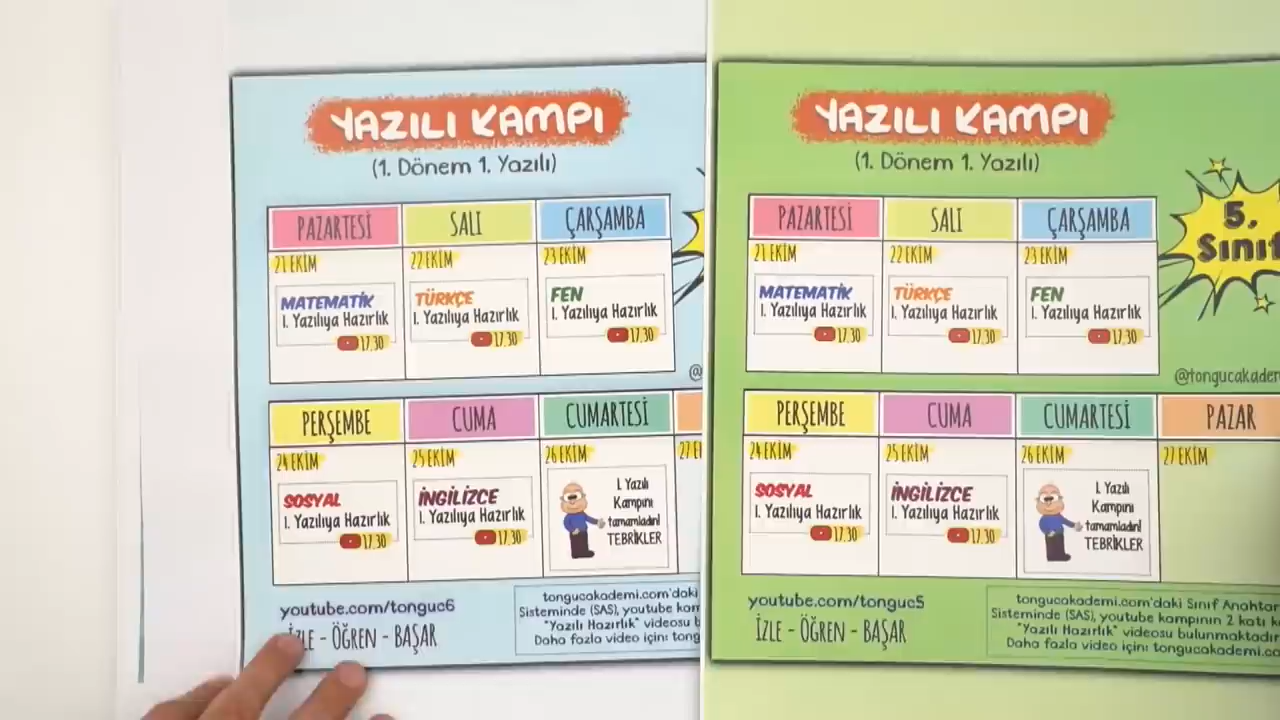 YAZILI KAMPI
(1. Dönem 1. Yazılı)
PAZARTESİ SALI ÇARŞAMBA
21 EKİM 22 EKİM 23 EKİM
MATEMATİK TÜRKÇE FEN
1. Yazılıya Hazırlık 1. Yazılıya Hazırlık 1. Yazılıya Hazırlık
17.30 17.30 17.30
PERŞEMBE CUMA CUMARTESİ
24 EKİM 25 EKİM 26 EKİM 27
SOSYAL İNGİLİZCE
1. Yazılıya Hazırlık 1. Yazılıya Hazırlık
17.30 17.30
1. Yazılı
Kampını
tamamladın!
TEBRİKLER
youtube.com/tonguc6
İZLE - ÖĞREN - BAŞAR
tongucakademi.com'daki
Sisteminde (SAS), youtube
"Yazılı Hazırlık" videosu
Daha fazla video için:
YAZILI KAMPI
(1. Dönem 1. Yazılı)
5.
Sınıf
PAZARTESİ SALI ÇARŞAMBA
21 EKİM 22 EKİM 23 EKİM
MATEMATİK TÜRKÇE FEN
1. Yazılıya Hazırlık 1. Yazılıya Hazırlık 1. Yazılıya Hazırlık
17.30 17.30 17.30
@tongucakadem
PERŞEMBE CUMA CUMARTESİ PAZAR
24 EKİM 25 EKİM 26 EKİM 27 EKİM
SOSYAL İNGİLİZCE
1. Yazılıya Hazırlık 1. Yazılıya Hazırlık
17.30 17.30
1. Yazılı
Kampını
tamamladın!
TEBRİKLER
youtube.com/tonguc5
İZLE - ÖĞREN - BAŞAR
tongucakademi.com'daki Sınıf Anahtar
Sisteminde (SAS), youtube kampının 2 katı
"Yazılı Hazırlık" videosu bulunmaktadır
Daha fazla video için: tongucakademi.co